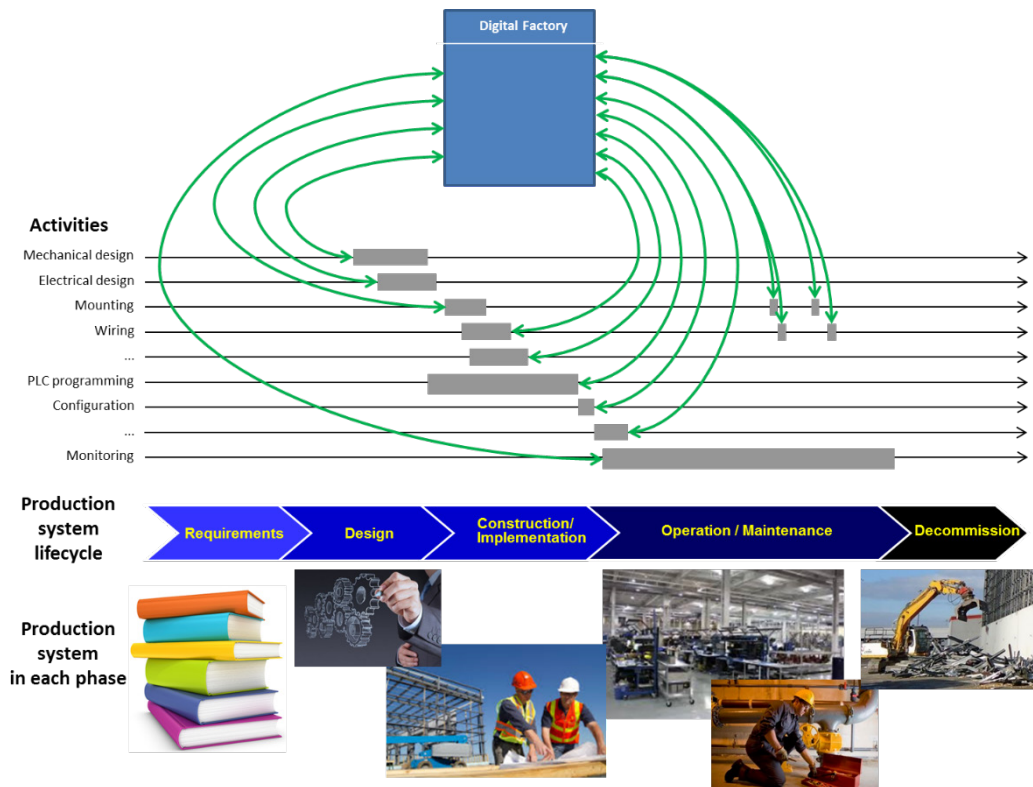 Digital Factory
Activities
Mechanical design
Electrical design
Mounting
Wiring
...
PLC programming
Configuration
...
Monitoring
Production
system
lifecycle
Requirements
Design
Construction/
Implementation
Operation / Maintenance
Decommission
Production
system
in each phase